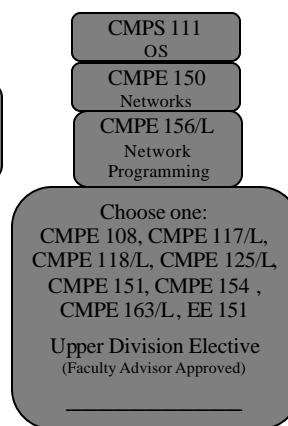 CMPS 111
OS
CMPE 150
Networks
CMPE 156/L
Network
Programming
Choose one:
CMPE 108, CMPE 117/L,
CMPE 118/L, CMPE 125/L,
CMPE 151, CMPE 154 ,
CMPE 163/L, EE 151
Upper Division Elective
(Faculty Advisor Approved)